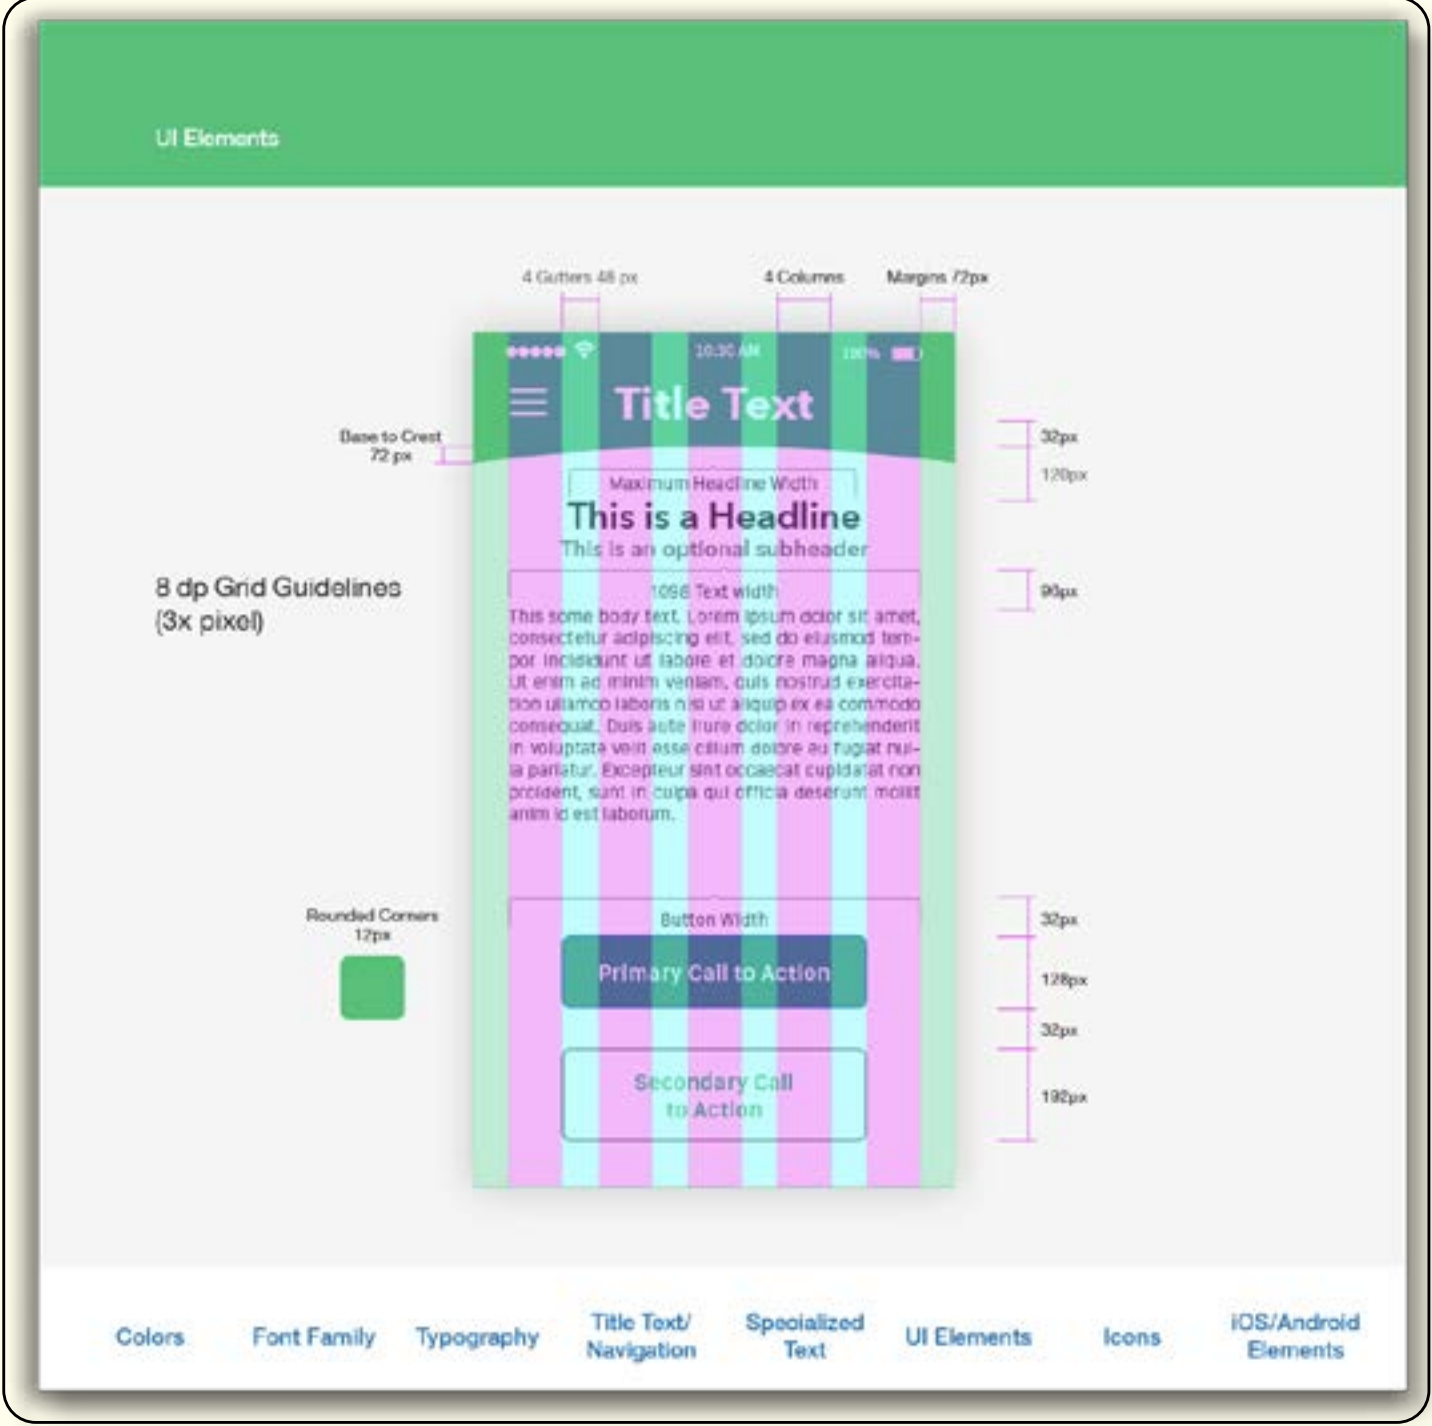 UI Elements
4 Gutters 48 px
4 Columns
Margins 72px
10:30 AM
100%
Title Text
Base to Crest
72 px
32px
120px
Maximum Headline Width
This is a Headline
This is an optional subheader
8 dp Grid Guidelines
(3x pixel)
1098 Text width
96px
This some body text. Lorem ipsum dolor sit amet,
consectetur adipiscing elit, sed do eiusmod tem-
por incididunt ut labore et dolore magna aliqua.
Ut enim ad minim veniam, quis nostrud exercita-
tion ullamco laboris nisi ut aliquip ex ea commodo
consequat. Duis aute irure dolor in reprehenderit
in voluptate velit esse cillum dolore eu fugiat nul-
la pariatur. Excepteur sint occaecat cupidatat non
proident, sunt in culpa qui officia deserunt mollit
anim id est laborum.
Rounded Corners
12px
Button Width
32px
Primary Call to Action
128px
32px
Secondary Call
to Action
192px
Colors
Font Family
Typography
Title Text/
Navigation
Specialized
Text
UI Elements
Icons
iOS/Android
Elements